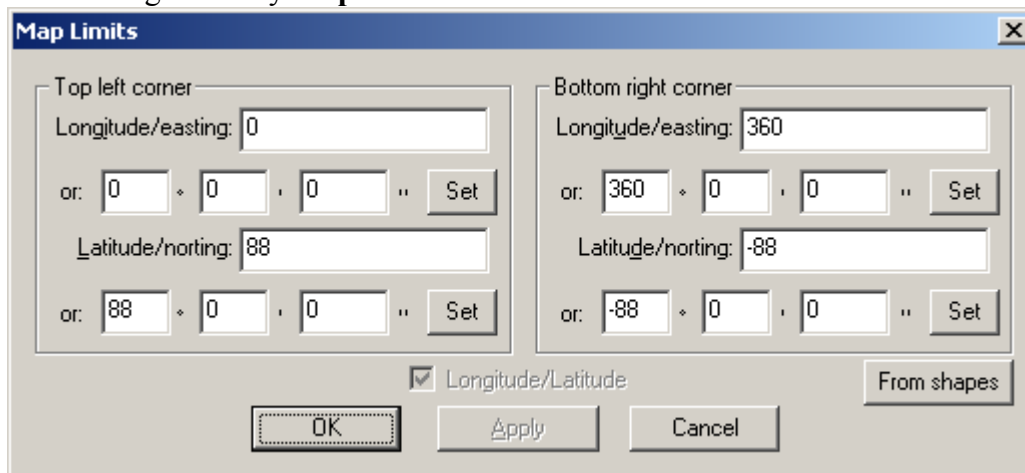 Map Limits
Top left corner
Longitude/easting: 0
or: 0 ° 0 ' 0 " Set
Latitude/norting: 88
or: 88 ° 0 ' 0 " Set
Bottom right corner
Longitude/easting: 360
or: 360 ° 0 ' 0 " Set
Latitude/norting: -88
or: -88 ° 0 ' 0 " Set
Longitude/Latitude
From shapes
OK Apply Cancel